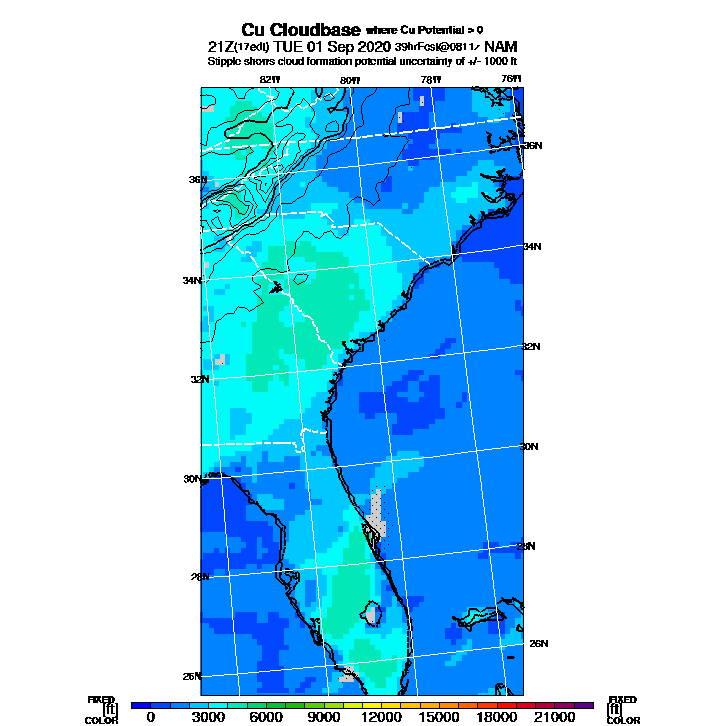 Cu Cloudbase where Cu Potential > 0
21Z(17edt) TUE 01 Sep 2020 39hrFcst@0811z NAM
Stipple shows cloud formation potential uncertainty of +/- 1000 ft
82W 80W 78W 76W
36N
36N
34N
34N
32N
32N
30N
30N
28N
28N
26N
26N
FIXED [ft] COLOR
0 3000 6000 9000 12000 15000 18000 21000
FIXED [ft] COLOR